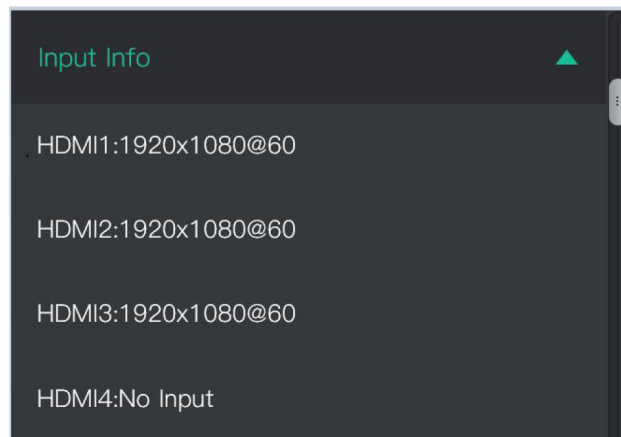 Input Info
HDMI1:1920x1080@60
HDMI2:1920x1080@60
HDMI3:1920x1080@60
HDMI4:No Input